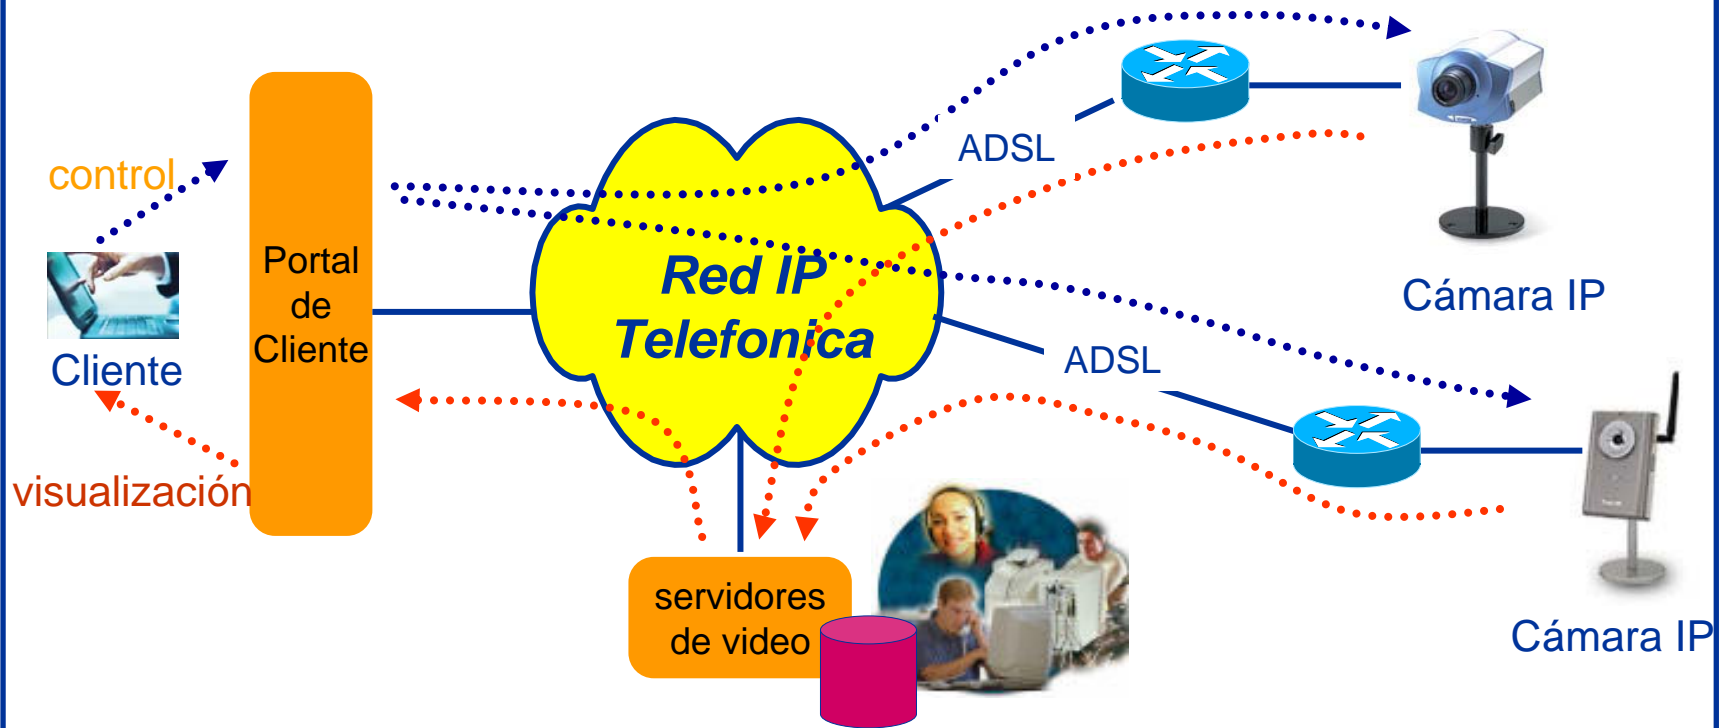 ADSL
control
Portal
de
Cliente
Red IP
Telefonica
Cámara IP
Cliente
ADSL
visualización
servidores
de video
Cámara IP